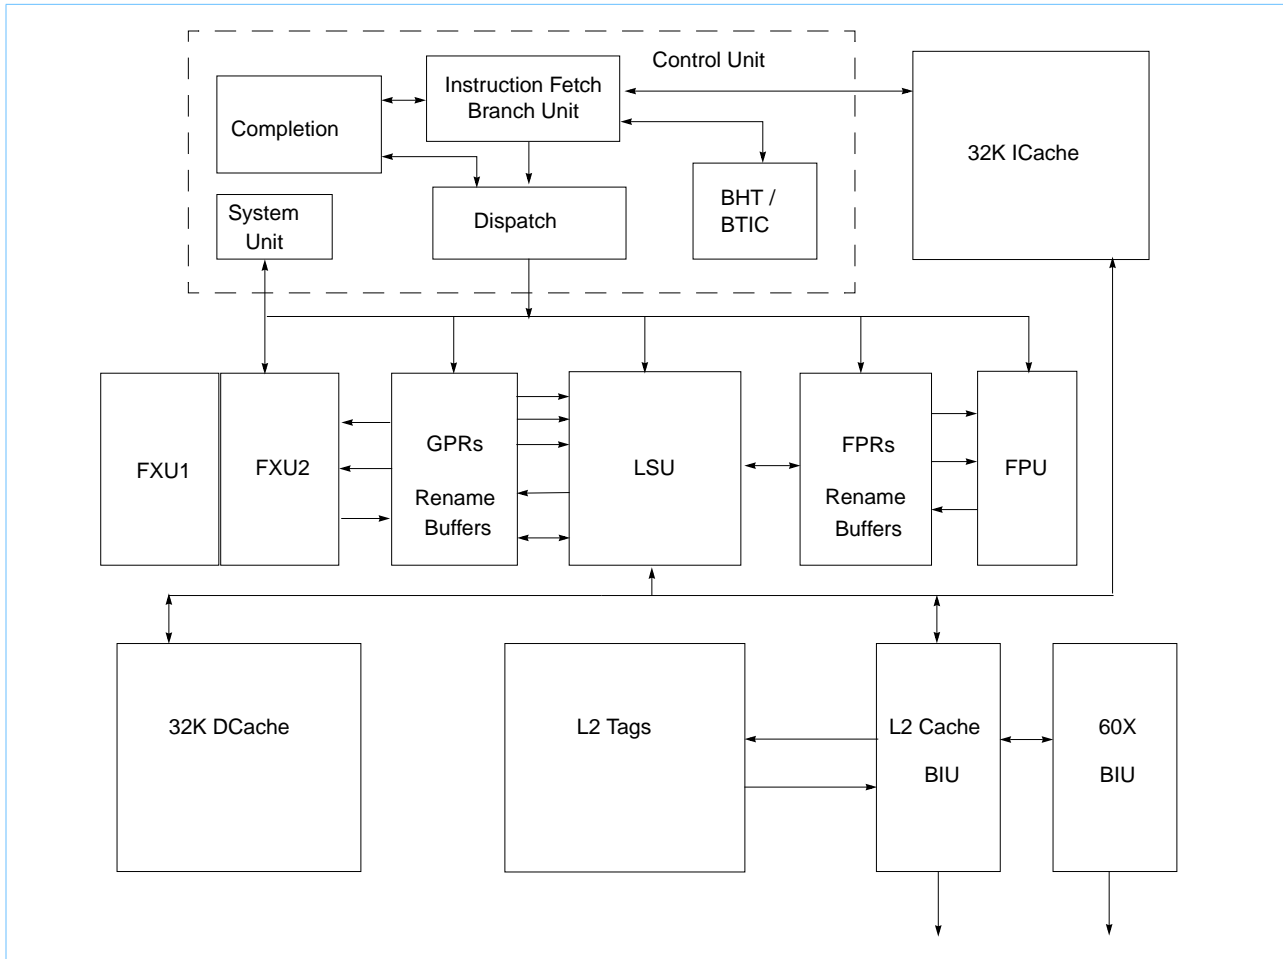 Control Unit
Instruction Fetch
Branch Unit
Completion
32K ICache
System
Unit
Dispatch
BHT /
BTIC
FXU1
FXU2
GPRs
Rename
Buffers
LSU
FPRs
Rename
Buffers
FPU
32K DCache
L2 Tags
L2 Cache
BIU
60X
BIU